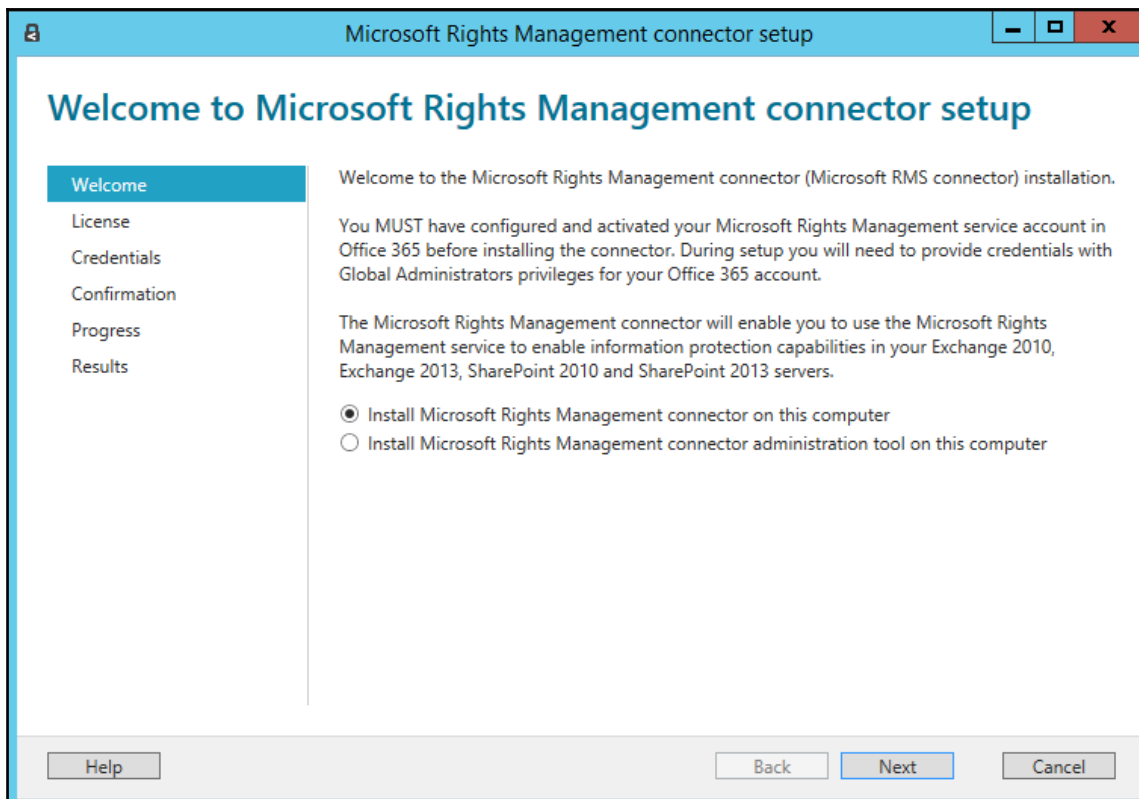 Microsoft Rights Management connector setup
Welcome to Microsoft Rights Management connector setup
Welcome
License
Credentials
Confirmation
Progress
Results
Welcome to the Microsoft Rights Management connector (Microsoft RMS connector) installation.
You MUST have configured and activated your Microsoft Rights Management service account in
Office 365 before installing the connector. During setup you will need to provide credentials with
Global Administrators privileges for your Office 365 account.
The Microsoft Rights Management connector will enable you to use the Microsoft Rights
Management service to enable information protection capabilities in your Exchange 2010,
Exchange 2013, SharePoint 2010 and SharePoint 2013 servers.
Install Microsoft Rights Management connector on this computer
Install Microsoft Rights Management connector administration tool on this computer
Help
Back
Next
Cancel